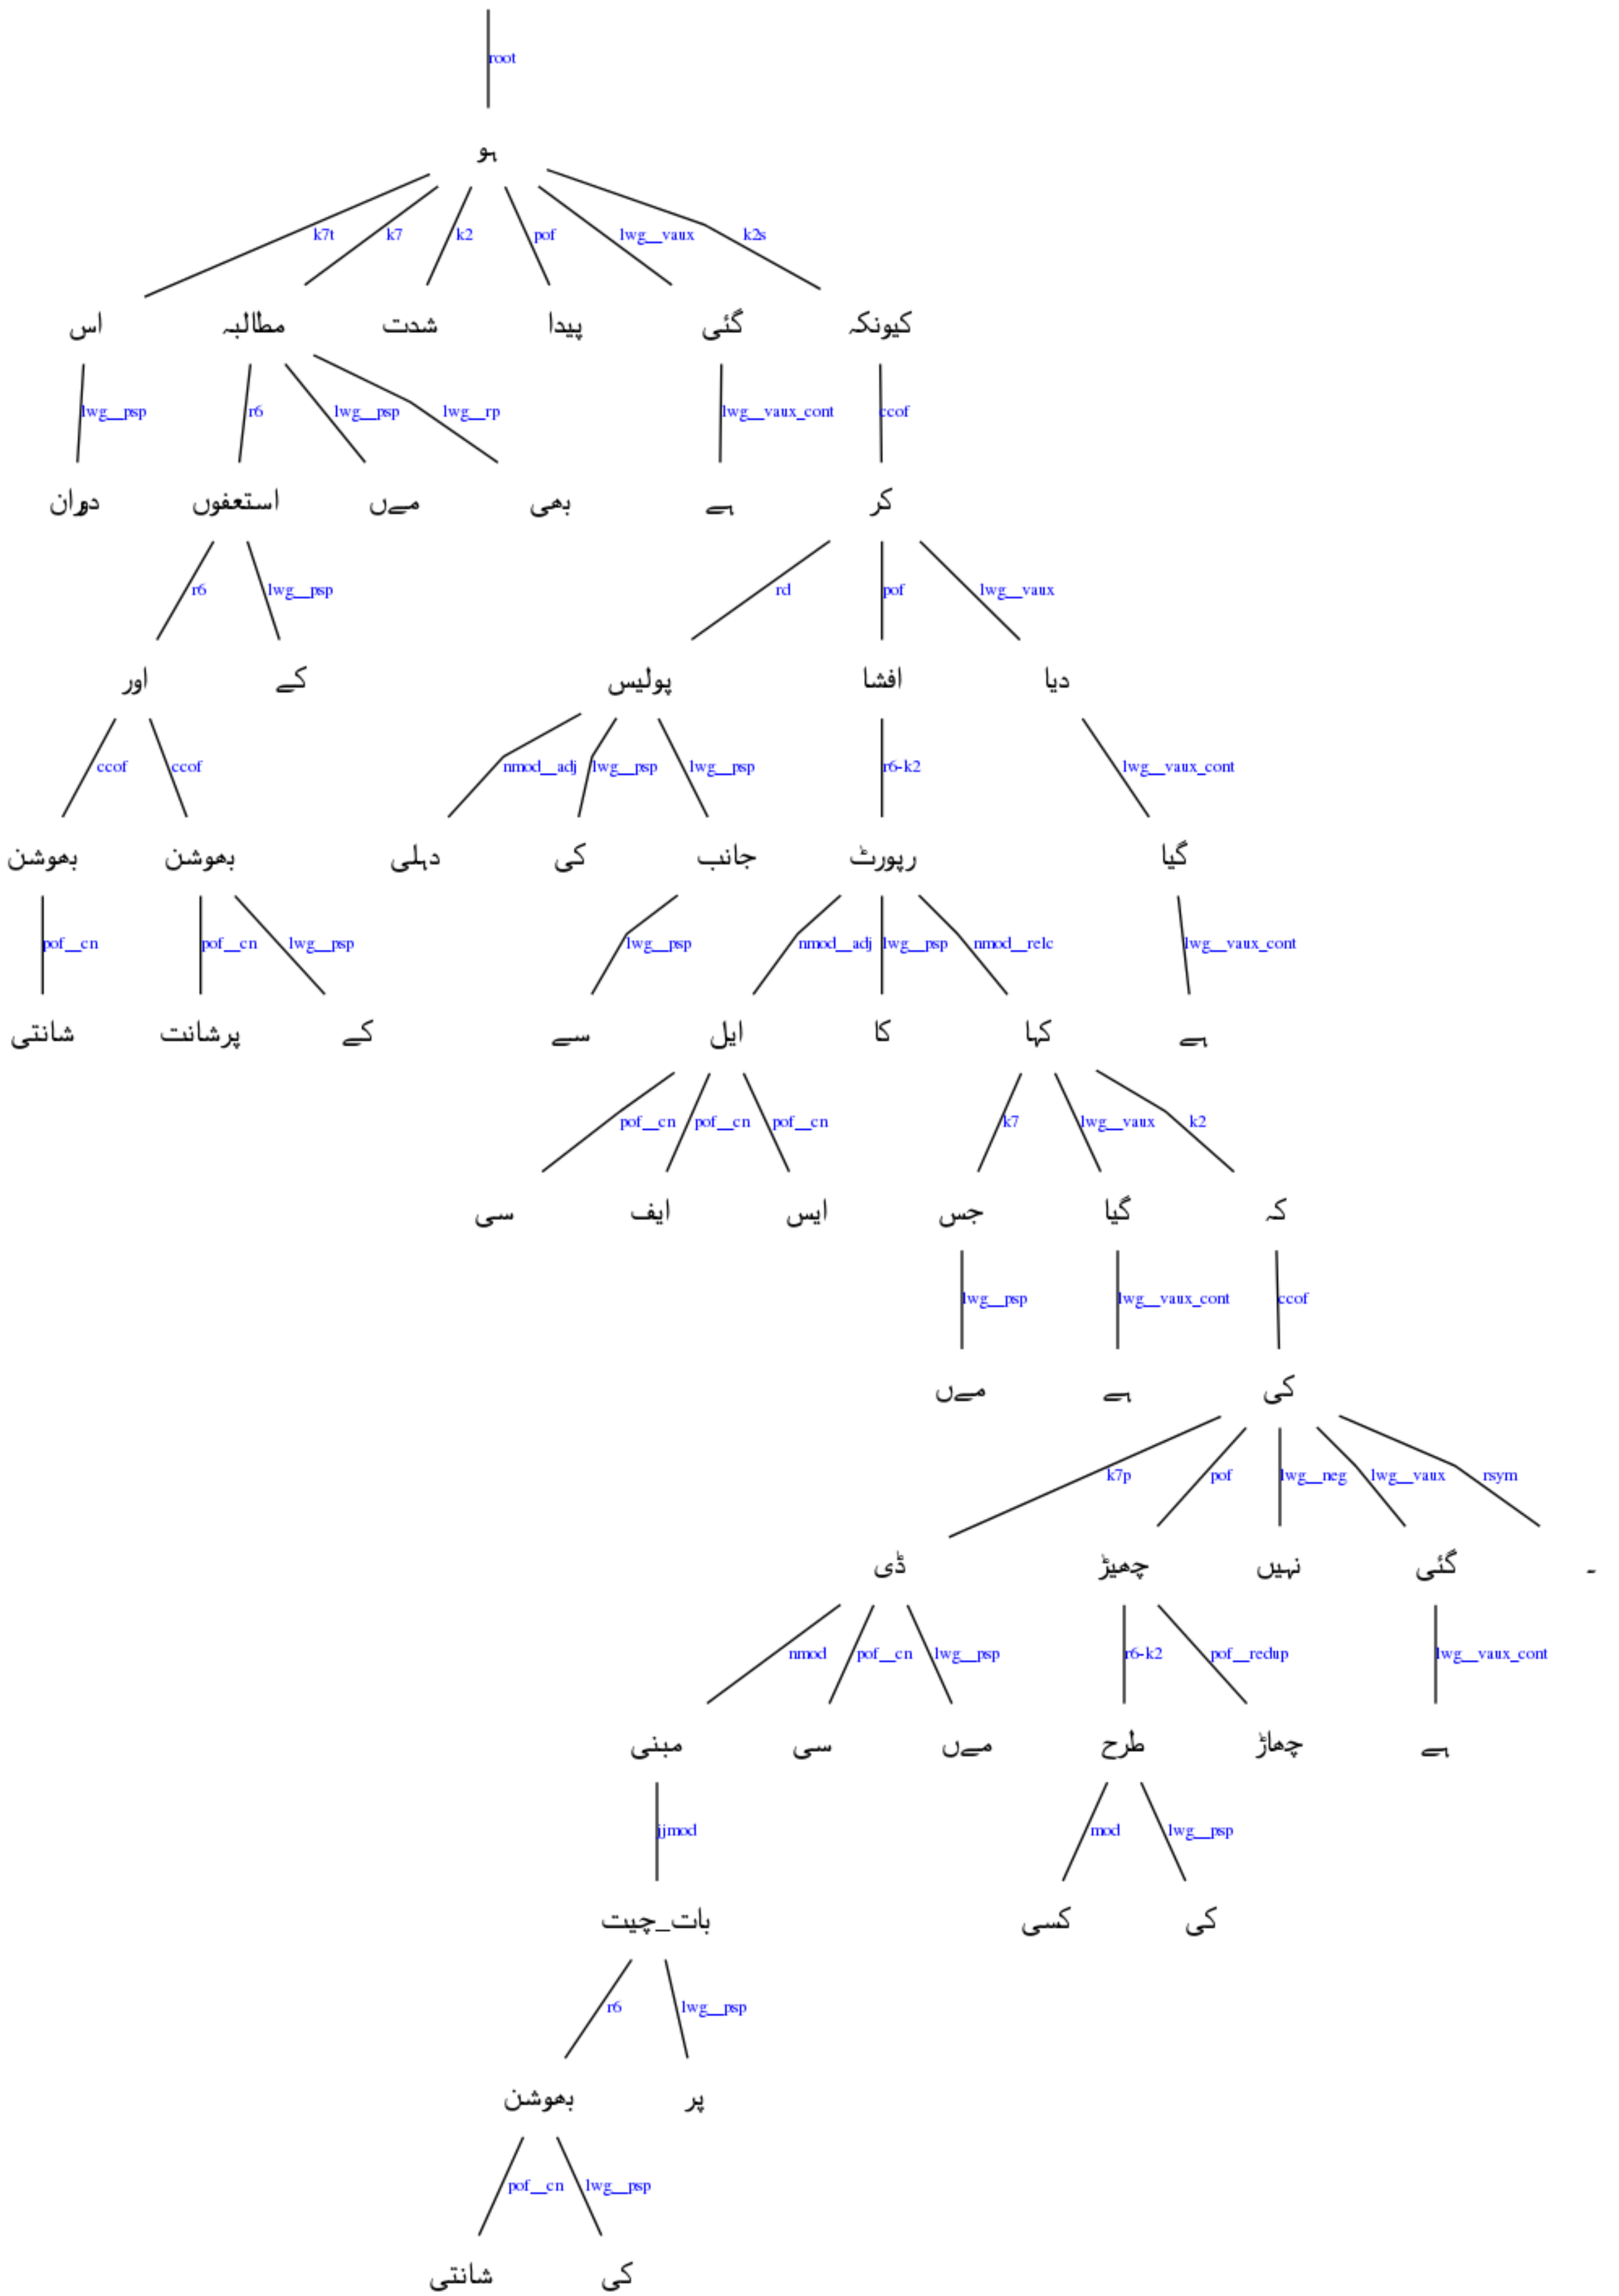 root
ہو
k7t k7 k2 pof lwg__vaux k2s
اس مطالبہ شدت پیدا گئی کیونکہ
lwg__psp r6 lwg__psp lwg__rp lwg__vaux_cont ccof
دوران استعفوں مےں بھی ہے کر
r6 lwg__psp rd pof lwg__vaux
اور کے پولیس افشا دیا
ccof ccof nmod__adj lwg__psp lwg__psp r6-k2 lwg__vaux_cont
بھوشن بھوشن دہلی کی جانب رپورٹ گیا
pof__cn pof__cn lwg__psp lwg__psp nmod__adj lwg__psp nmod__relc lwg__vaux_cont
شانتی پرشانت کے سے ایل کا کہا ہے
pof__cn pof__cn pof__cn k7 lwg__vaux k2
سی ایف ایس جس گیا کہ
lwg__psp lwg__vaux_cont ccof
مےں ہے کی
k7p pof lwg__neg lwg__vaux rsym
ڈی چھیڑ نہیں گئی ۔
nmod pof__cn lwg__psp r6-k2 pof__redup lwg__vaux_cont
مبنی سی مےں طرح چھاڑ ہے
jjmod mod lwg__psp
بات_چیت کسی کی
r6 lwg__psp
بھوشن پر
pof__cn lwg__psp
شانتی کی